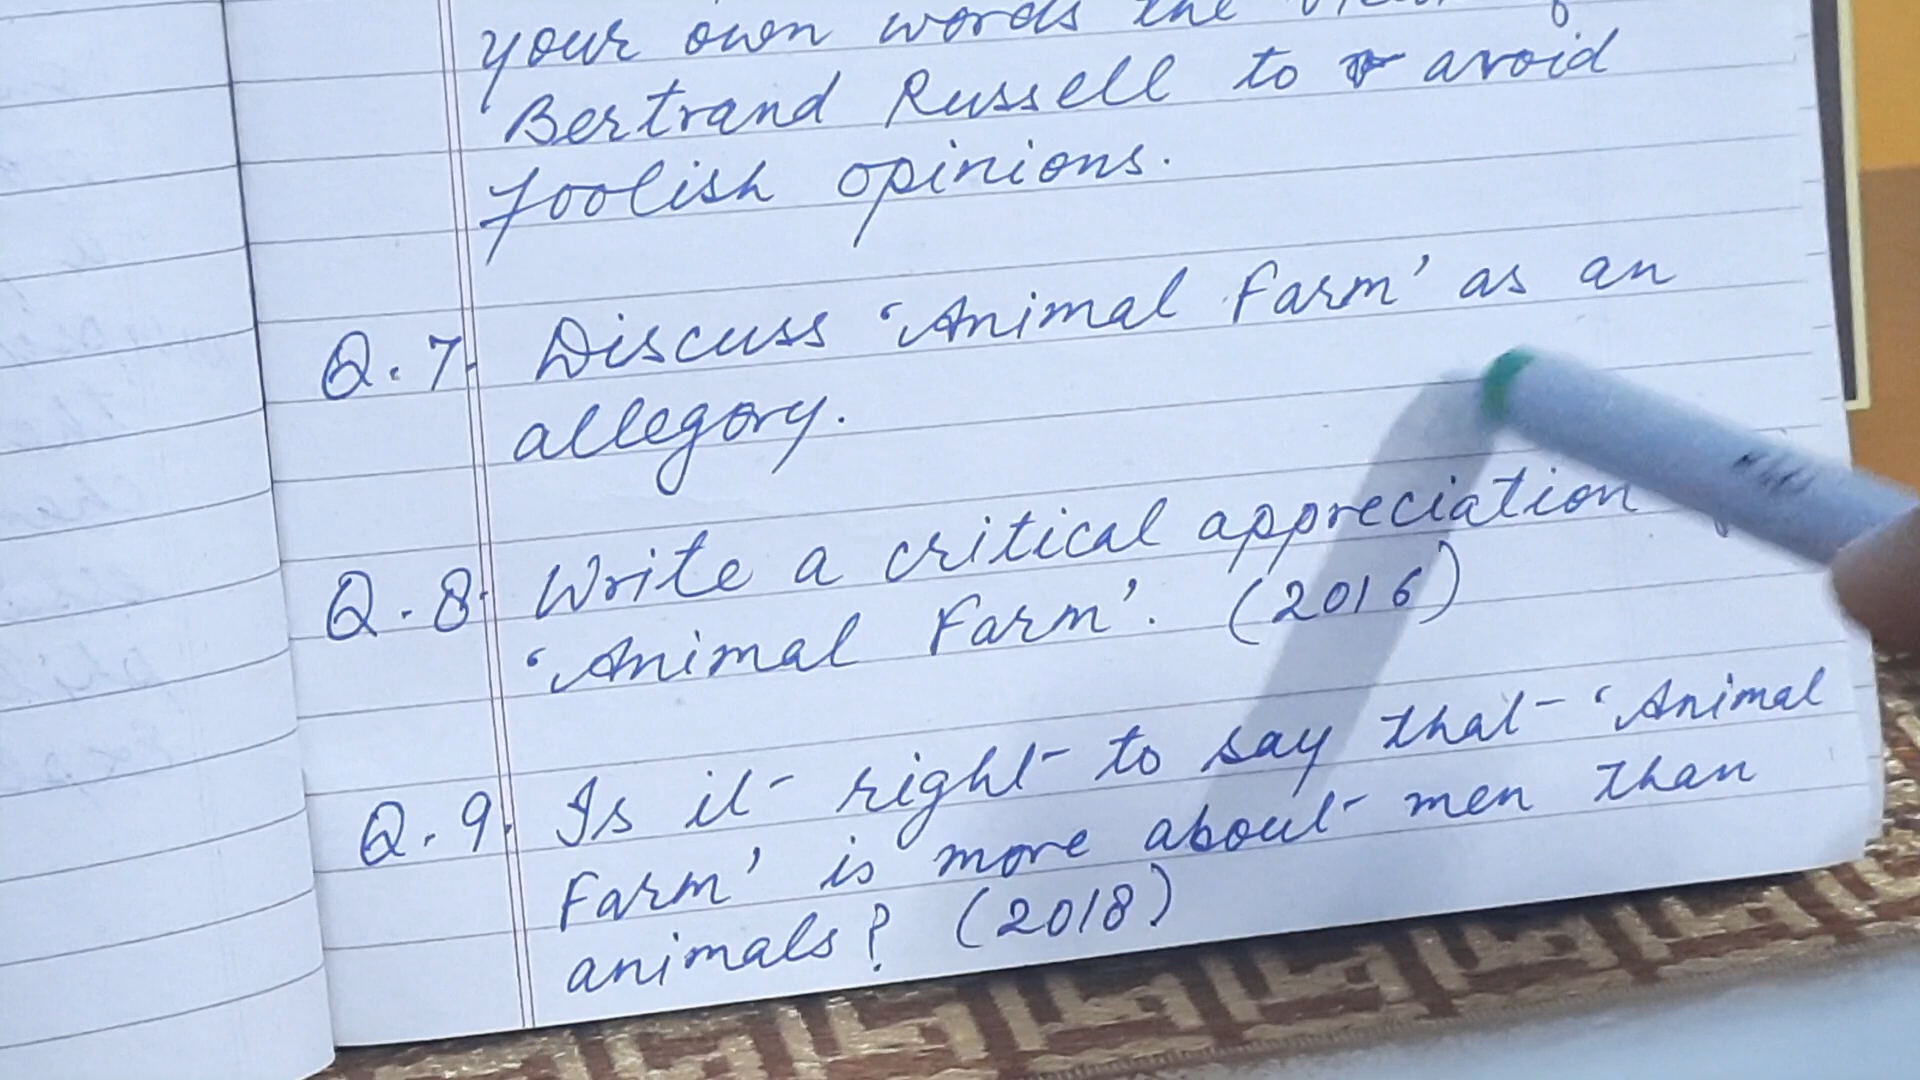 your own words the
Bertrand Russell to avoid
foolish opinions.
Q.7. Discuss 'Animal Farm' as an
allegory.
Q.8. Write a critical appreciation
'Animal Farm'. (2016)
Q.9. Is it right to say that 'Animal
Farm' is more about men than
animals? (2018)